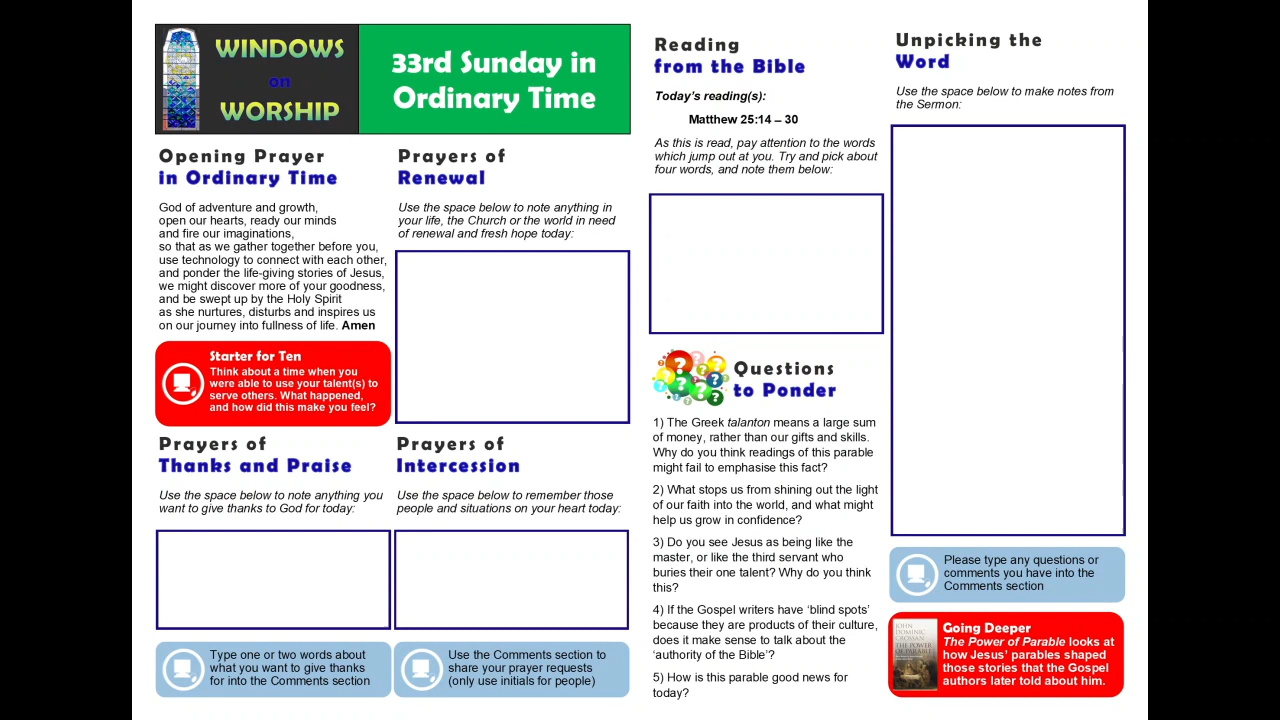 WINDOWS
on
WORSHIP
33rd Sunday in
Ordinary Time
Opening Prayer
in Ordinary Time
God of adventure and growth,
open our hearts, ready our minds
and fire our imaginations,
so that as we gather together before you,
use technology to connect with each other,
and ponder the life-giving stories of Jesus,
we might discover more of your goodness,
and be swept up by the Holy Spirit
as she nurtures, disturbs and inspires us
on our journey into fullness of life. Amen
Starter for Ten
Think about a time when you
were able to use your talent(s) to
serve others. What happened,
and how did this make you feel?
Prayers of
Renewal
Use the space below to note anything in
your life, the Church or the world in need
of renewal and fresh hope today:
Prayers of
Thanks and Praise
Use the space below to note anything you
want to give thanks to God for today:
Type one or two words about
what you want to give thanks
for into the Comments section
Prayers of
Intercession
Use the space below to remember those
people and situations on your heart today:
Use the Comments section to
share your prayer requests
(only use initials for people)
Reading
from the Bible
Today's reading(s):
Matthew 25:14 – 30
As this is read, pay attention to the words
which jump out at you. Try and pick about
four words, and note them below:
Questions
to Ponder
1) The Greek talanton means a large sum
of money, rather than our gifts and skills.
Why do you think readings of this parable
might fail to emphasise this fact?
2) What stops us from shining out the light
of our faith into the world, and what might
help us grow in confidence?
3) Do you see Jesus as being like the
master, or like the third servant who
buries their one talent? Why do you think
this?
4) If the Gospel writers have ‘blind spots’
because they are products of their culture,
does it make sense to talk about the
‘authority of the Bible’?
5) How is this parable good news for
today?
Unpicking the
Word
Use the space below to make notes from
the Sermon:
Please type any questions or
comments you have into the
Comments section
JOHN
DOMINIC
CROSSAN
THE POWER
OF PARABLE
Going Deeper
The Power of Parable looks at
how Jesus’ parables shaped
those stories that the Gospel
authors later told about him.